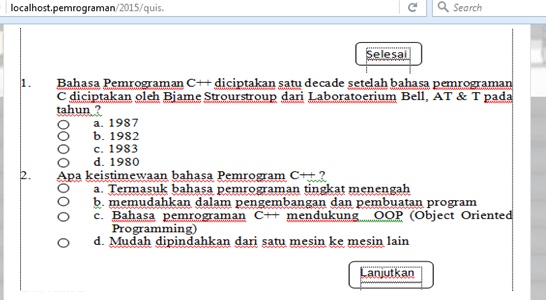 localhost.pemrograman/2015/quis.
Search
Selesai
1. Bahasa Pemrograman C++ diciptakan satu decade setelah bahasa pemrograman
C diciptakan oleh Bjame Strourstroup dari Laboratoerium Bell, AT & T pada
tahun ?
a. 1987
b. 1982
c. 1983
d. 1980
2. Apa keistimewaan bahasa Pemrogram C++ ?
a. Termasuk bahasa pemrograman tingkat menengah
b. memudahkan dalam pengembangan dan pembuatan program
c. Bahasa pemrograman C++ mendukung OOP (Object Oriented
Programming)
d. Mudah dipindahkan dari satu mesin ke mesin lain
Lanjutkan